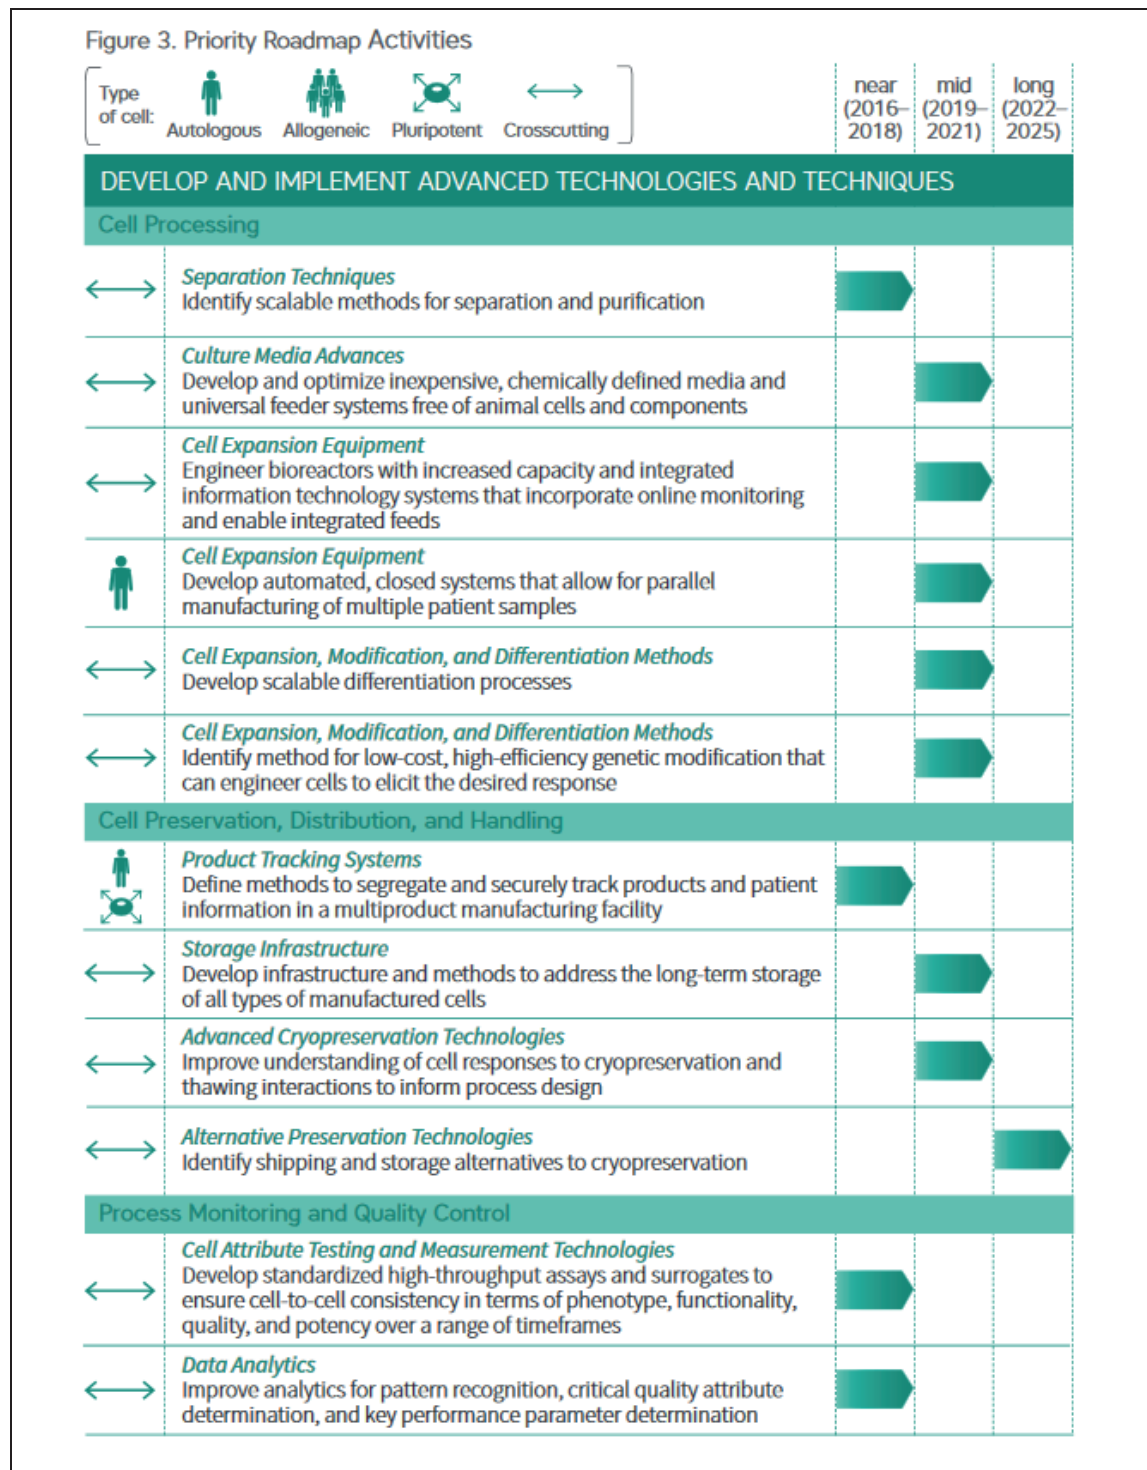 Figure 3. Priority Roadmap Activities
Type
of cell:
Autologous
Allogeneic
Pluripotent
Crosscutting
near
(2016–
2018)
mid
(2019–
2021)
long
(2022–
2025)
DEVELOP AND IMPLEMENT ADVANCED TECHNOLOGIES AND TECHNIQUES
Cell Processing
Separation Techniques
Identify scalable methods for separation and purification
Culture Media Advances
Develop and optimize inexpensive, chemically defined media and
universal feeder systems free of animal cells and components
Cell Expansion Equipment
Engineer bioreactors with increased capacity and integrated
information technology systems that incorporate online monitoring
and enable integrated feeds
Cell Expansion Equipment
Develop automated, closed systems that allow for parallel
manufacturing of multiple patient samples
Cell Expansion, Modification, and Differentiation Methods
Develop scalable differentiation processes
Cell Expansion, Modification, and Differentiation Methods
Identify method for low-cost, high-efficiency genetic modification that
can engineer cells to elicit the desired response
Cell Preservation, Distribution, and Handling
Product Tracking Systems
Define methods to segregate and securely track products and patient
information in a multiproduct manufacturing facility
Storage Infrastructure
Develop infrastructure and methods to address the long-term storage
of all types of manufactured cells
Advanced Cryopreservation Technologies
Improve understanding of cell responses to cryopreservation and
thawing interactions to inform process design
Alternative Preservation Technologies
Identify shipping and storage alternatives to cryopreservation
Process Monitoring and Quality Control
Cell Attribute Testing and Measurement Technologies
Develop standardized high-throughput assays and surrogates to
ensure cell-to-cell consistency in terms of phenotype, functionality,
quality, and potency over a range of timeframes
Data Analytics
Improve analytics for pattern recognition, critical quality attribute
determination, and key performance parameter determination